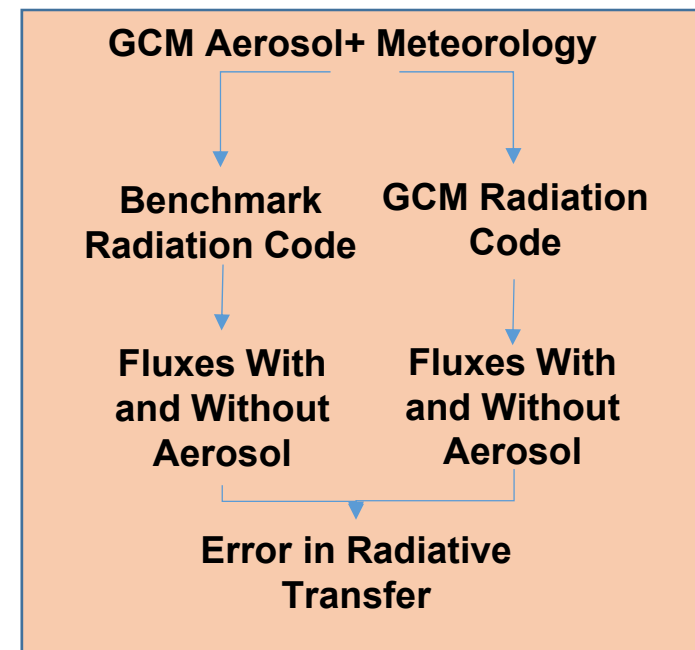 GCM Aerosol+ Meteorology
Benchmark
Radiation Code
GCM Radiation
Code
Fluxes With
and Without
Aerosol
Fluxes With
and Without
Aerosol
Error in Radiative
Transfer